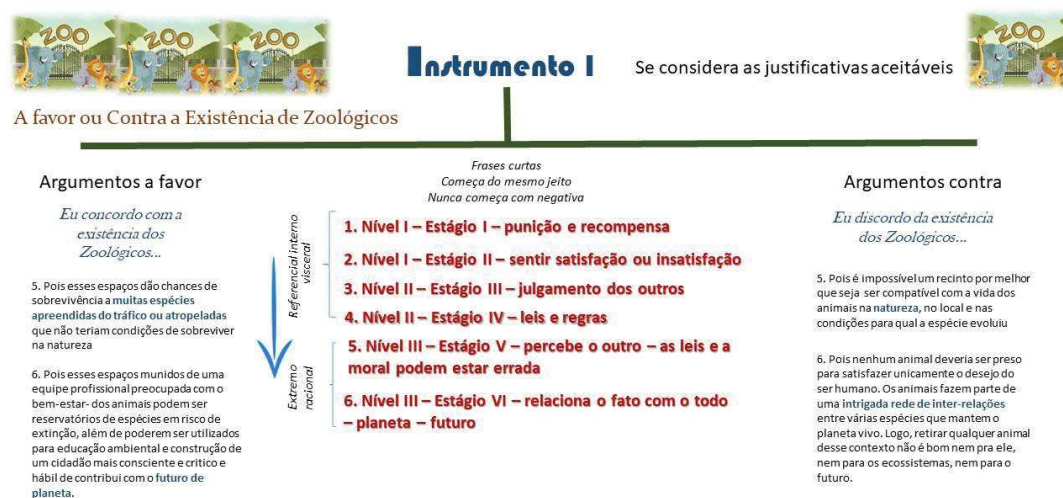 ZOO
ZOO
ZOO
ZOO
Instrumento I
Se considera as justificativas aceitáveis
A favor ou Contra a Existência de Zoológicos
Argumentos a favor
Eu concordo com a
existência dos
Zoológicos...
5. Pois esses espaços dão chances de
sobrevivência a muitas espécies
apreendidas do tráfico ou atropeladas
que não teriam condições de sobreviver
na natureza
6. Pois esses espaços munidos de uma
equipe profissional preocupada com o
bem-estar- dos animais podem ser
reservatórios de espécies em risco de
extinção, além de poderem ser utilizados
para educação ambiental e construção de
um cidadão mais consciente e critico e
hábil de contribui com o futuro de
planeta.
Frases curtas
Começa do mesmo jeito
Nunca começa com negativa
Referencial interno
visceral
Extremo
racional
1. Nível I – Estágio I – punição e recompensa
2. Nível I – Estágio II – sentir satisfação ou insatisfação
3. Nível II – Estágio III – julgamento dos outros
4. Nível II – Estágio IV – leis e regras
5. Nível III – Estágio V – percebe o outro – as leis e a
moral podem estar errada
6. Nível III – Estágio VI – relaciona o fato com o todo
– planeta – futuro
Argumentos contra
Eu discordo da existência
dos Zoológicos...
5. Pois é impossível um recinto por melhor
que seja ser compatível com a vida dos
animais na natureza, no local e nas
condições para qual a espécie evoluiu
6. Pois nenhum animal deveria ser preso
para satisfazer unicamente o desejo do
ser humano. Os animais fazem parte de
uma intrigada rede de inter-relações
entre várias espécies que mantem o
planeta vivo. Logo, retirar qualquer animal
desse contexto não é bom nem pra ele,
nem para os ecossistemas, nem para o
futuro.